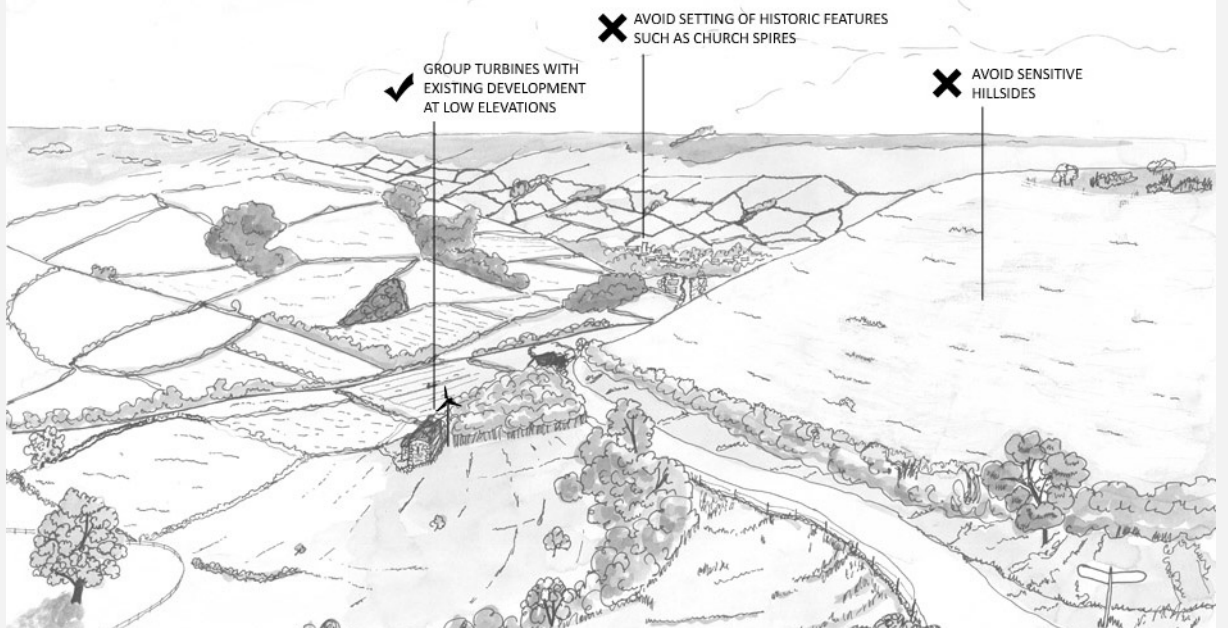 GROUP TURBINES WITH
EXISTING DEVELOPMENT
AT LOW ELEVATIONS
AVOID SETTING OF HISTORIC FEATURES
SUCH AS CHURCH SPIRES
AVOID SENSITIVE
HILLSIDES